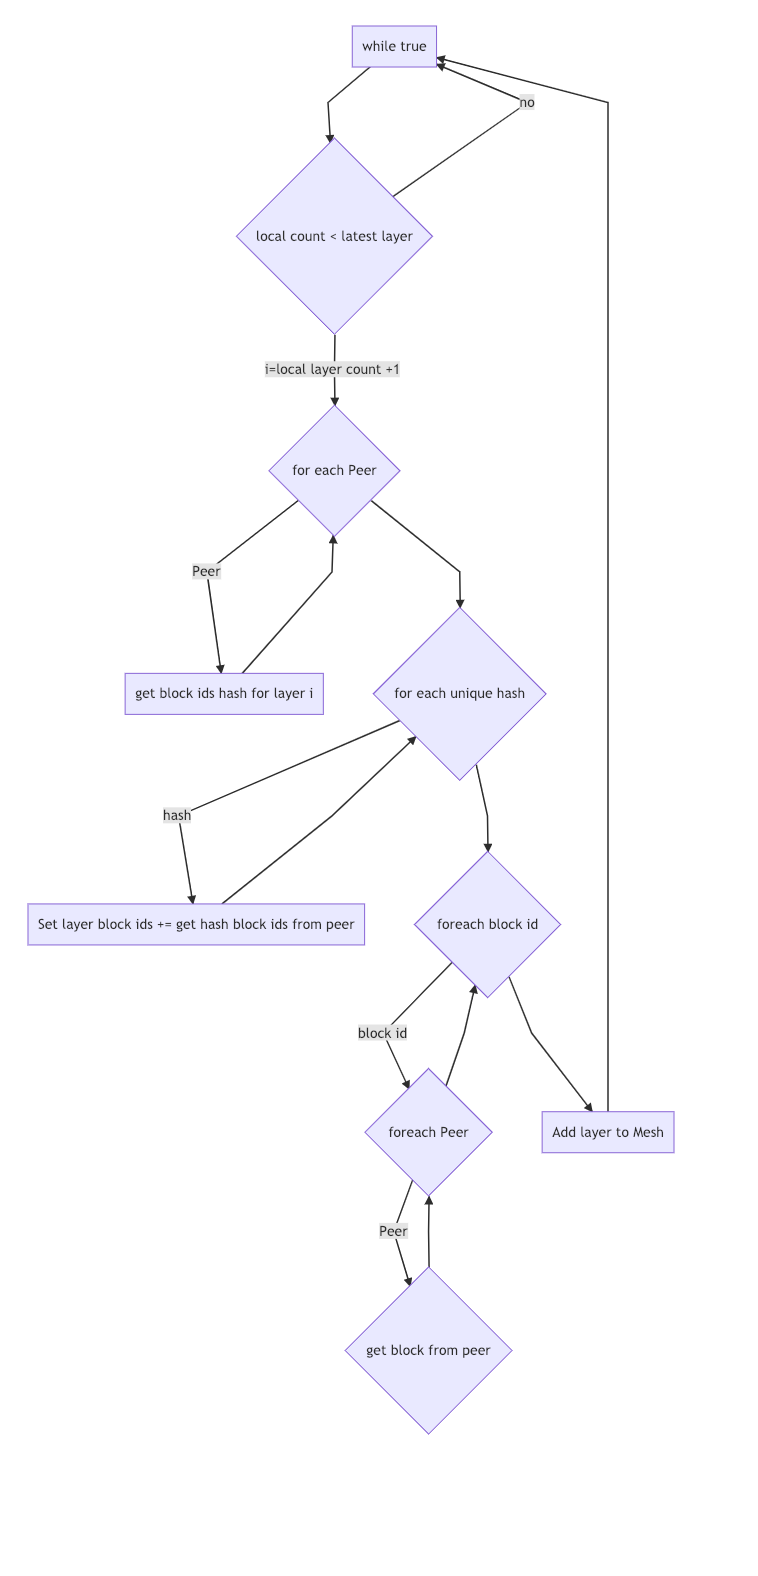 while true
no
local count < latest layer
i=local layer count +1
for each Peer
Peer
get block ids hash for layer i
for each unique hash
hash
Set layer block ids += get hash block ids from peer
foreach block id
block id
foreach Peer
Add layer to Mesh
Peer
get block from peer